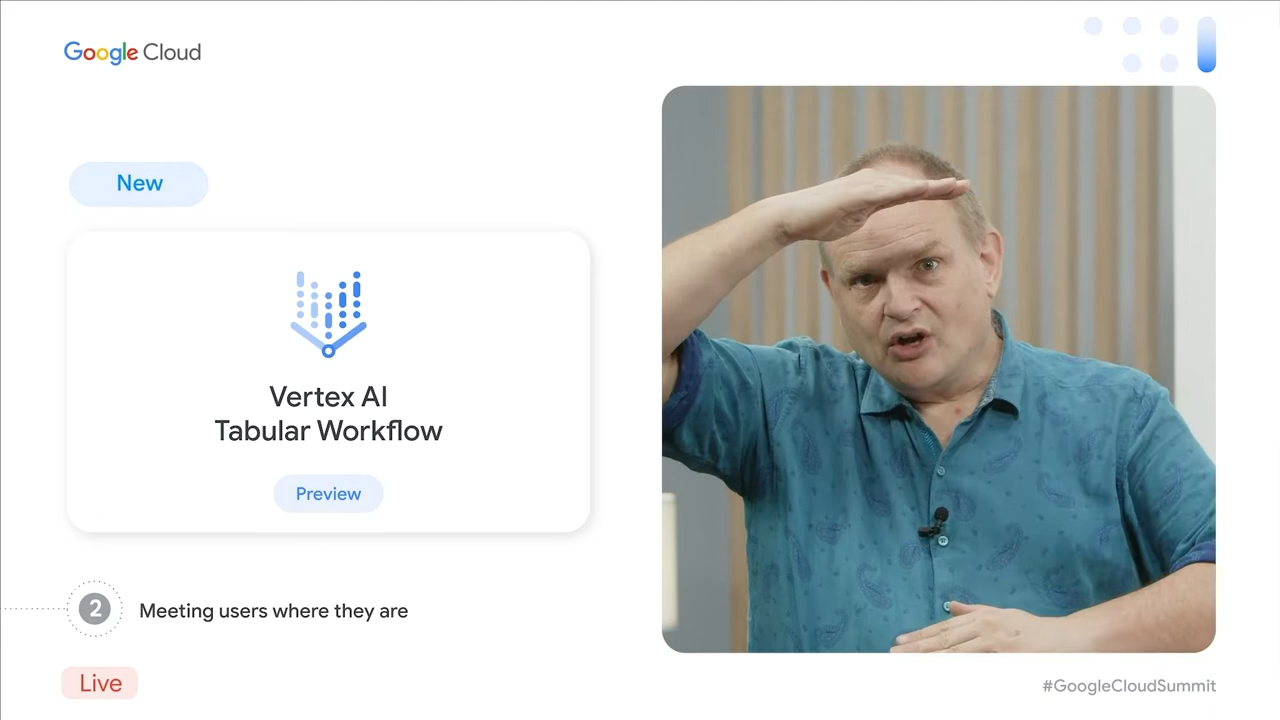 Google Cloud
New
Vertex AI
Tabular Workflow
Preview
2
Meeting users where they are
Live
#GoogleCloudSummit